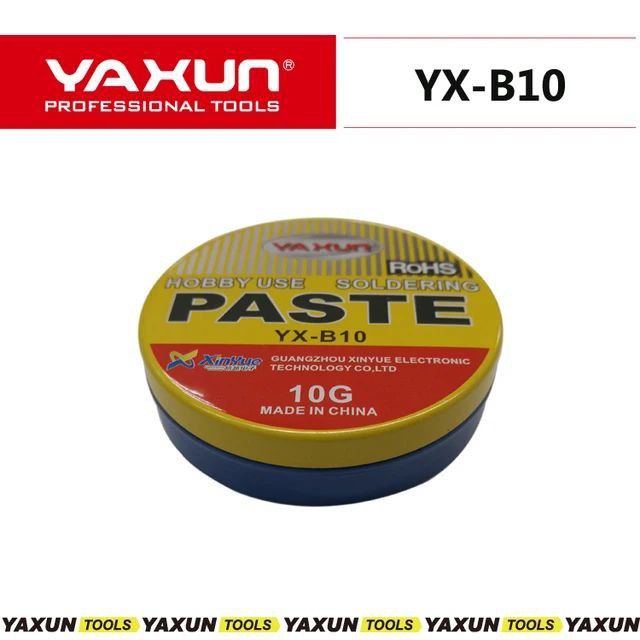 YAXUN®
PROFESSIONAL TOOLS
YX-B10
YAXUN
RoHS
HOBBY USE SOLDERING
PASTE
YX-B10
XinYue
GUANGZHOU XINYUE ELECTRONIC
TECHNOLOGY CO,LTD
10G
MADE IN CHINA
YAXUN TOOLS YAXUN TOOLS YAXUN TOOLS YAXUN TOOLS